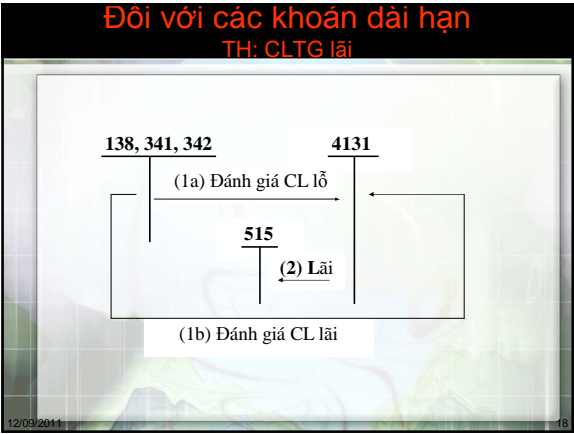 Đối với các khoán dài hạn
TH: CLTG lãi
138, 341, 342
4131
(1a) Đánh giá CL lỗ
515
(2) Lãi
(1b) Đánh giá CL lãi
12/09/2011
18